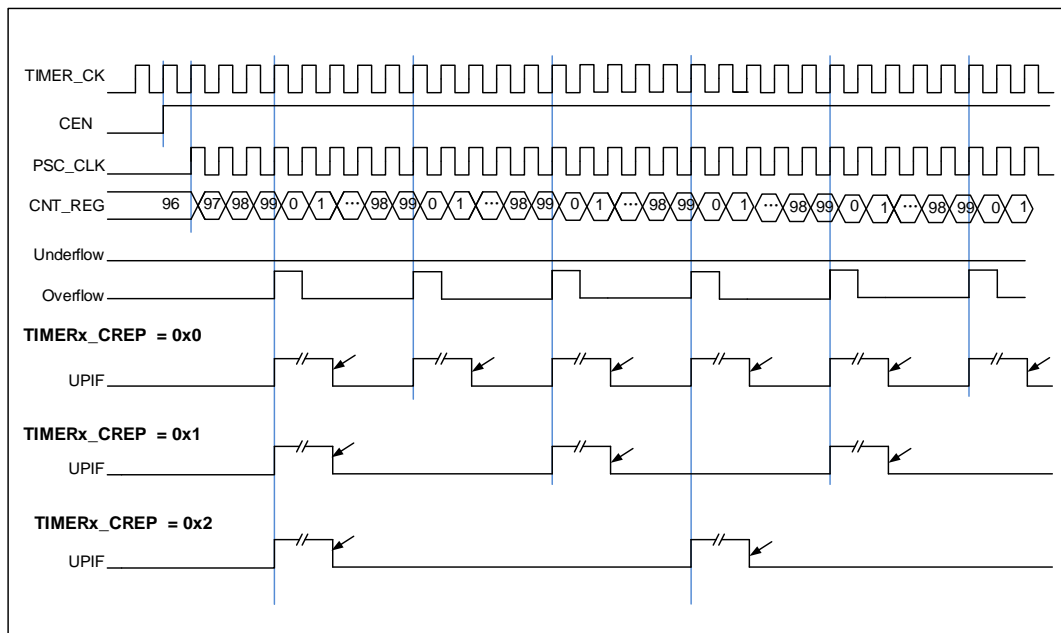 TIMER_CK
CEN
PSC_CLK
CNT_REG 96 97 98 99 0 1 ... 98 99 0 1 ... 98 99 0 1 ... 98 99 0 1 ... 98 99 0 1 ... 98 99 0 1
Underflow
Overflow
TIMERx_CREP = 0x0
UPIF
TIMERx_CREP = 0x1
UPIF
TIMERx_CREP = 0x2
UPIF